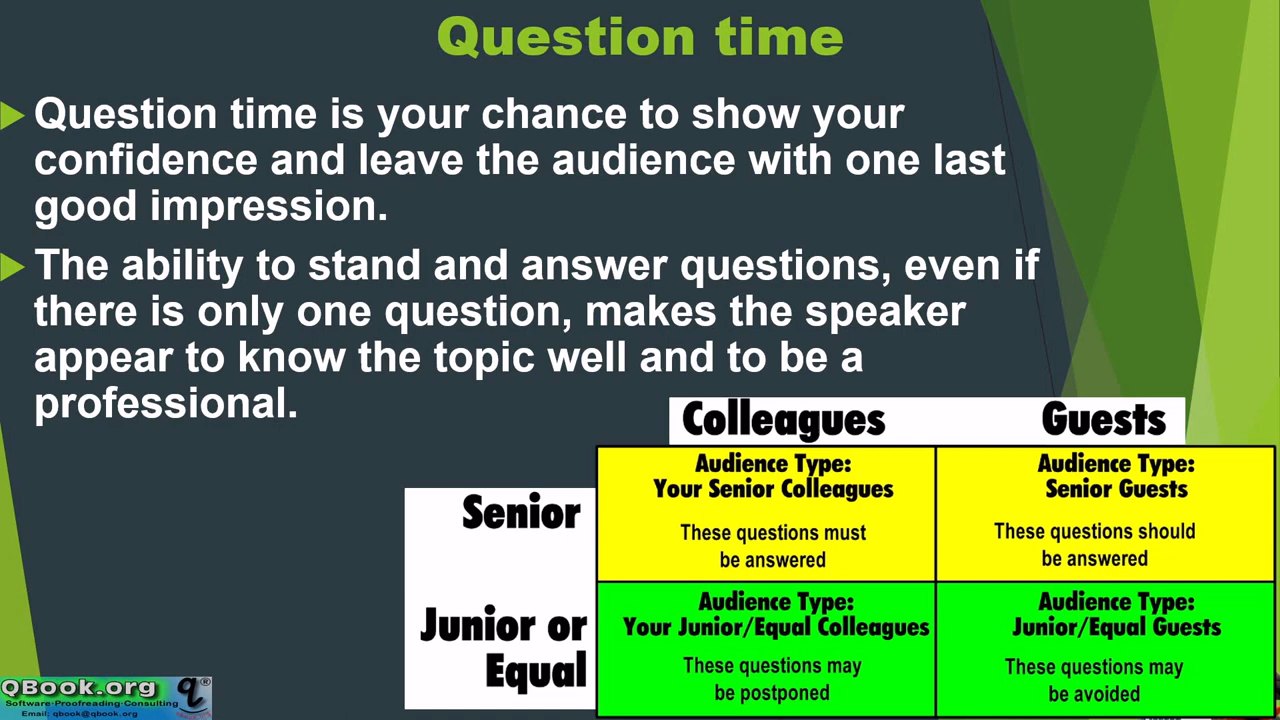 Question time
Question time is your chance to show your
confidence and leave the audience with one last
good impression.
The ability to stand and answer questions, even if
there is only one question, makes the speaker
appear to know the topic well and to be a
professional.
Colleagues Guests
Senior
Audience Type:
Your Senior Colleagues
These questions must
be answered
Audience Type:
Senior Guests
These questions should
be answered
Junior or
Equal
Audience Type:
Your Junior/Equal Colleagues
These questions may
be postponed
Audience Type:
Junior/Equal Guests
These questions may
be avoided
QBook.org q®
Software·Proofreading·Consulting
Email: qbook@qbook.org